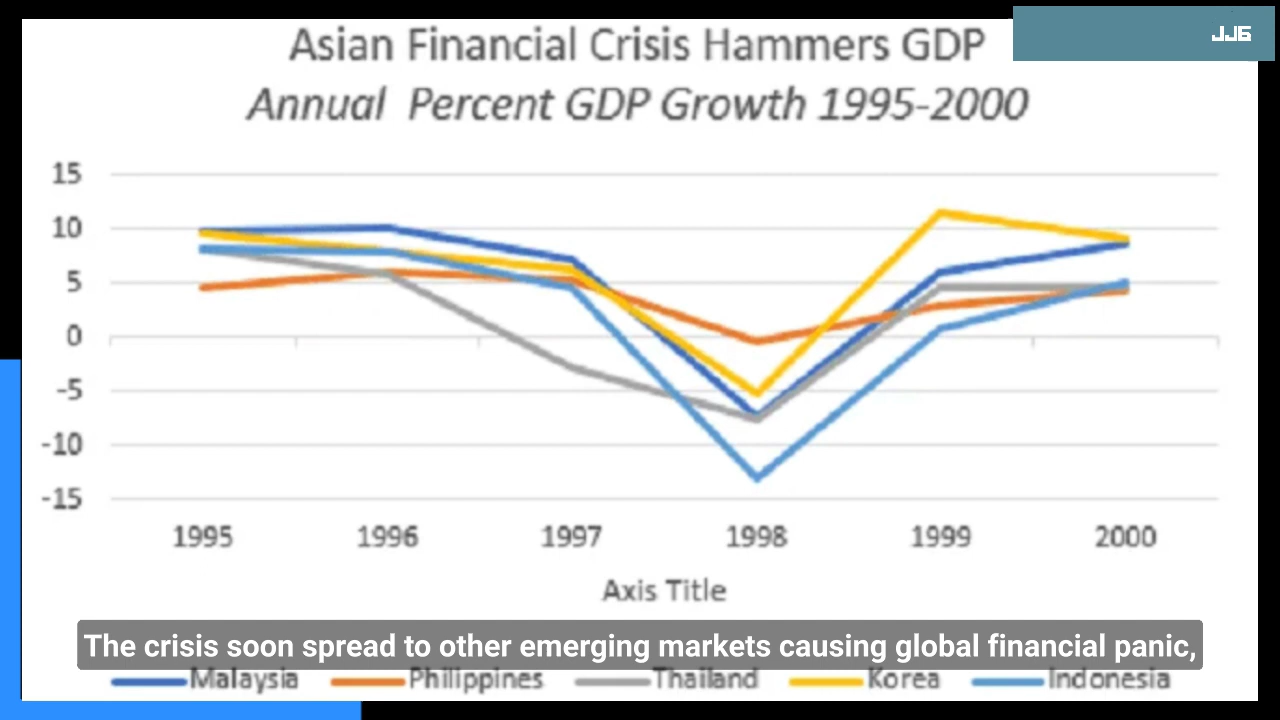 JJ6
Asian Financial Crisis Hammers GDP
Annual Percent GDP Growth 1995-2000
15
10
5
0
-5
-10
-15
1995 1996 1997 1998 1999 2000
Axis Title
The crisis soon spread to other emerging markets causing global financial panic,
Malaysia Philippines Thailand Korea Indonesia